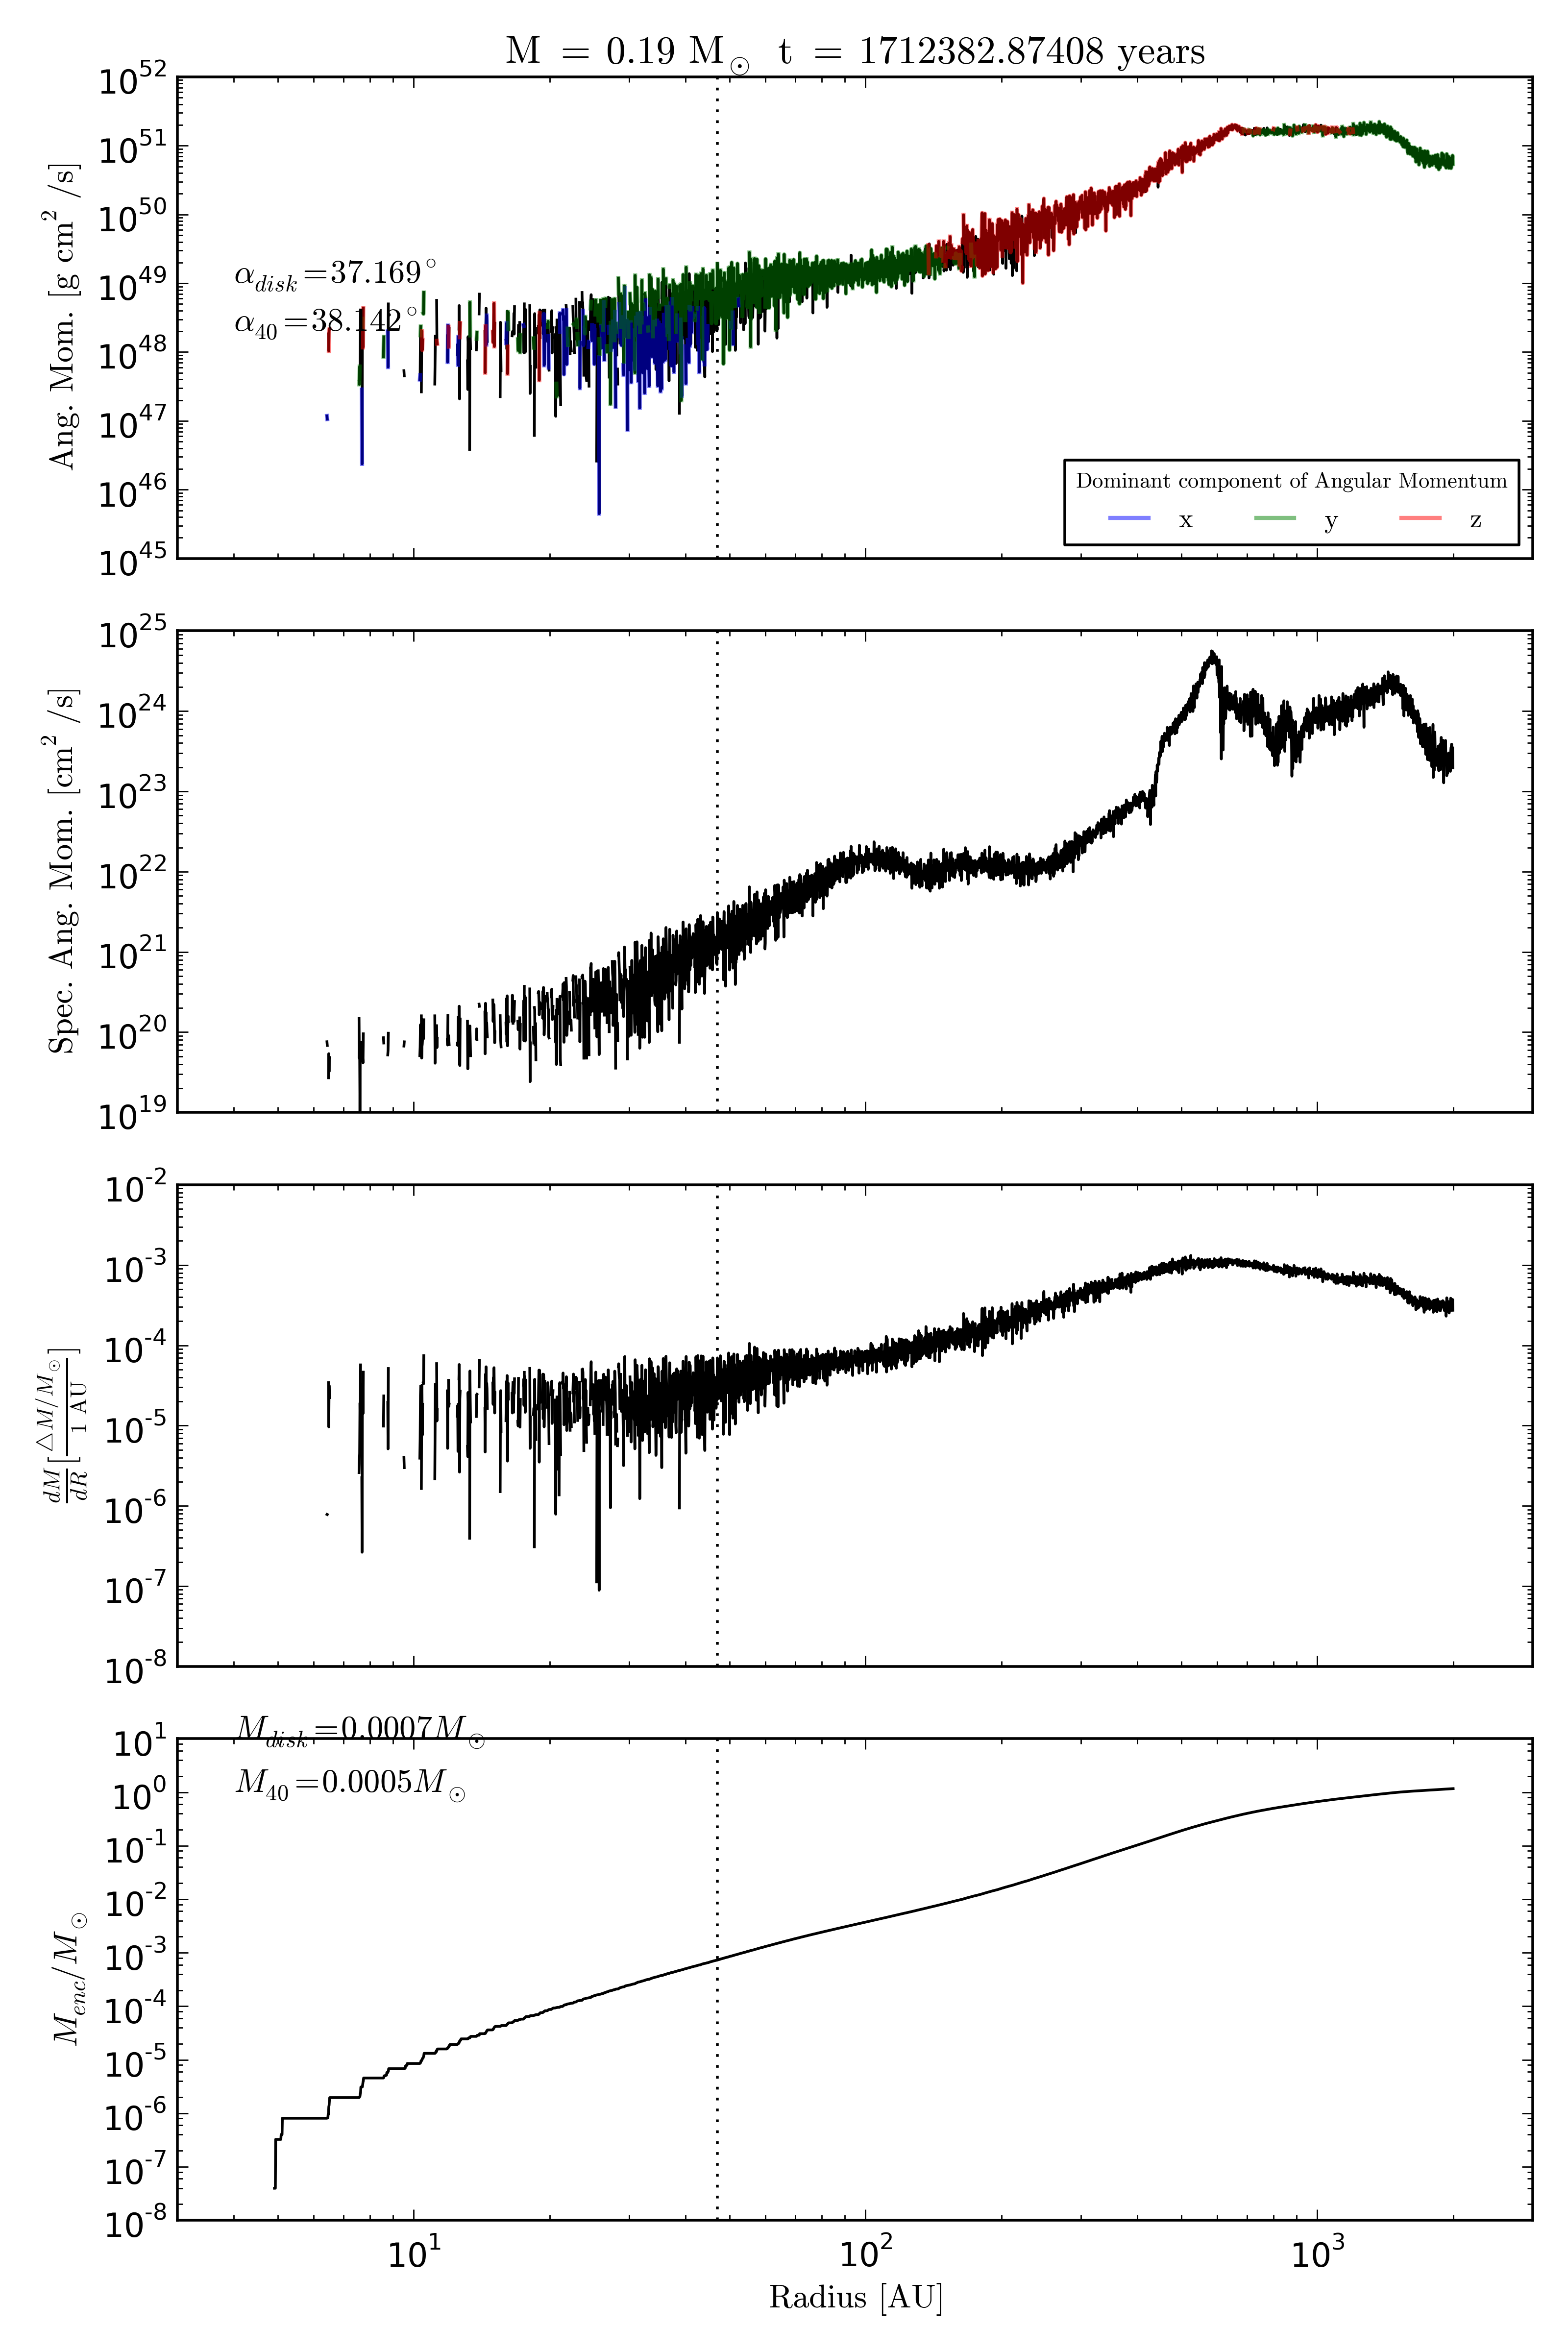 M = 0.19 M⊙ t = 1712382.87408 years
10^52
10^51
10^50
10^49
10^48
10^47
10^46
10^45
Ang. Mom. [g cm^2 /s]
α_disk=37.169°
α_40=38.142°
Dominant component of Angular Momentum
x y z
10^25
10^24
10^23
10^22
10^21
10^20
10^19
Spec. Ang. Mom. [cm^2 /s]
10^-2
10^-3
10^-4
10^-5
10^-6
10^-7
10^-8
dM/dR [△M/M⊙ / 1 AU]
M_disk=0.0007M⊙
M_40=0.0005M⊙
10^1
10^0
10^-1
10^-2
10^-3
10^-4
10^-5
10^-6
10^-7
10^-8
M_enc/M⊙
10^1 10^2 10^3
Radius [AU]